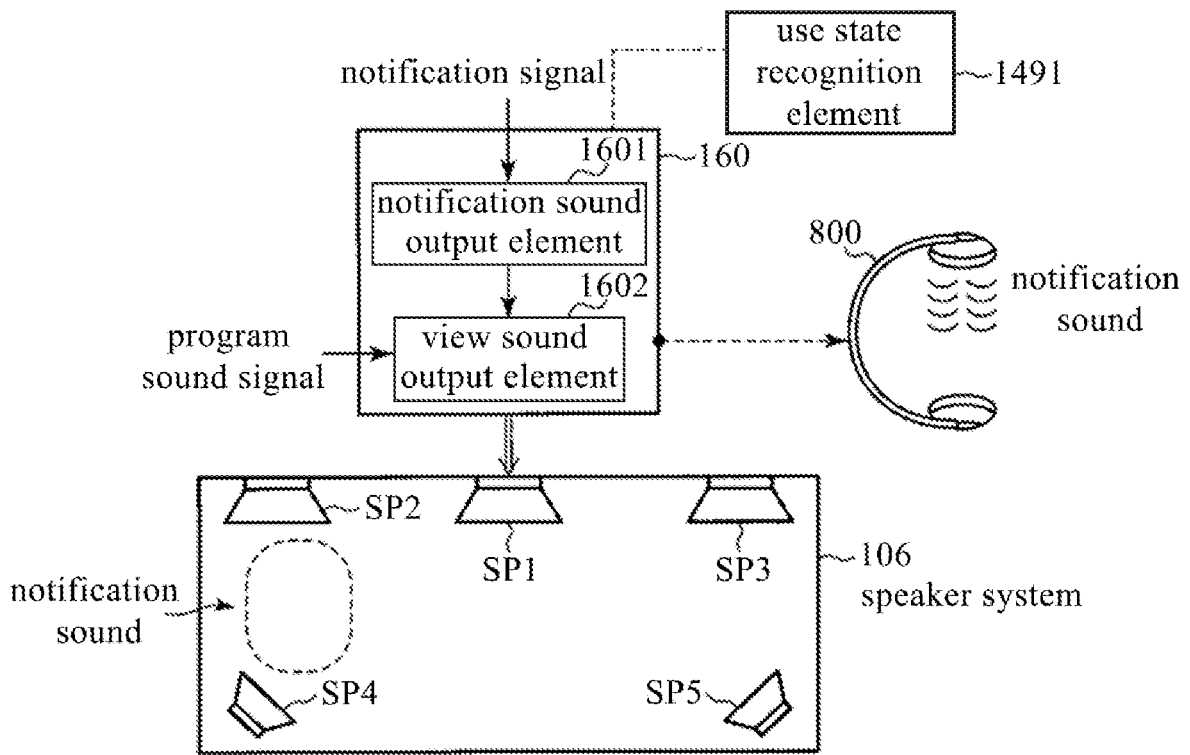 use state
recognition
element
1491
notification signal
1601
160
notification sound
output element
800
notification
sound
1602
program
sound signal
view sound
output element
SP2
SP1
SP3
106
speaker system
notification
sound
SP4
SP5